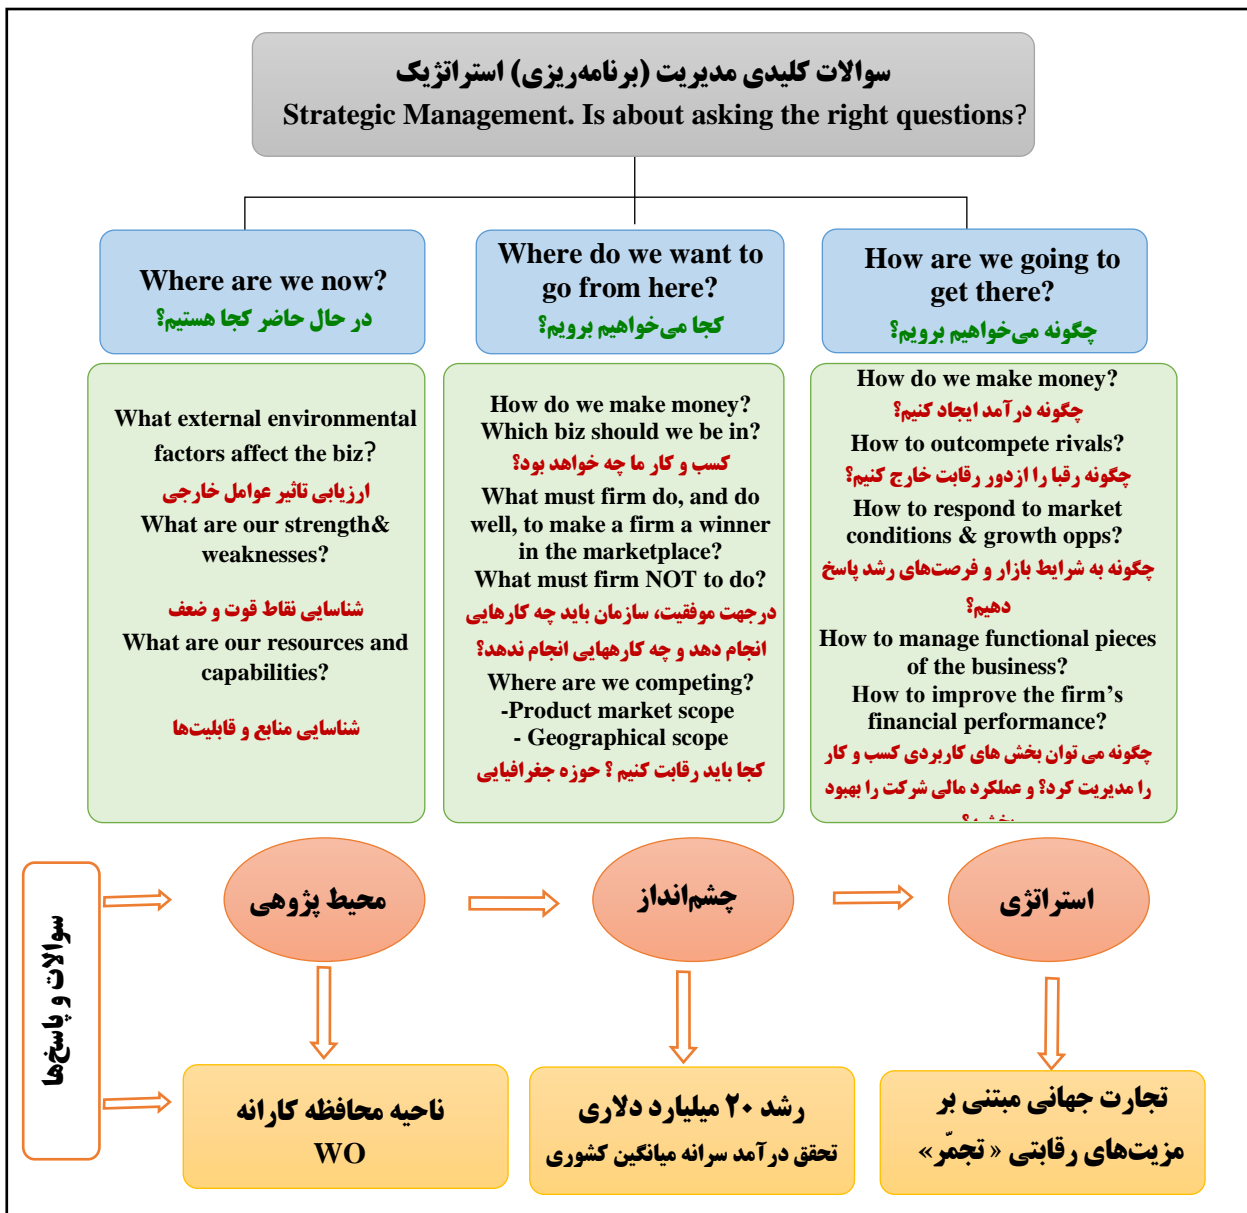 سوالات کلیدی مدیریت (برنامه‌ریزی) استراتژیک
Strategic Management. Is about asking the right questions?
Where are we now?
در حال حاضر کجا هستیم؟
Where do we want to
go from here?
کجا می‌خواهیم برویم؟
How are we going to
get there?
چگونه می‌خواهیم برویم؟
What external environmental
factors affect the biz?
ارزیابی تاثیر عوامل خارجی
What are our strength&
weaknesses?
شناسایی نقاط قوت و ضعف
What are our resources and
capabilities?
شناسایی منابع و قابلیت‌ها
How do we make money?
Which biz should we be in?
کسب و کار ما چه خواهد بود؟
What must firm do, and do
well, to make a firm a winner
in the marketplace?
What must firm NOT to do?
درجهت موفقیت، سازمان باید چه کارهایی
انجام دهد و چه کارههایی انجام ندهد؟
Where are we competing?
-Product market scope
- Geographical scope
کجا باید رقابت کنیم ؟ حوزه جغرافیایی
How do we make money?
چگونه درآمد ایجاد کنیم؟
How to outcompete rivals?
چگونه رقبا را ازدور رقابت خارج کنیم؟
How to respond to market
conditions & growth opps?
چگونه به شرایط بازار و فرصت‌های رشد پاسخ
دهیم؟
How to manage functional pieces
of the business?
How to improve the firm's
financial performance?
چگونه می توان بخش های کاربردی کسب و کار
را مدیریت کرد؟ و عملکرد مالی شرکت را بهبود
سوالات و پاسخ‌ها
محیط پژوهی
چشم‌انداز
استراتژی
ناحیه محافظه کارانه
WO
رشد ۲۰ میلیارد دلاری
تحقق درآمد سرانه میانگین کشوری
تجارت جهانی مبتنی بر
مزیت‌های رقابتی « تجمّر»